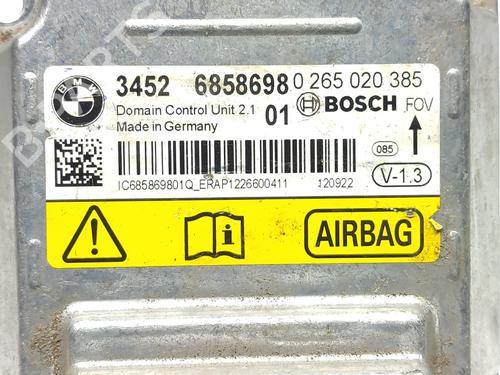 BMW
3452 6858698 0 265 020 385
Domain Control Unit 2.1 01 BOSCH FOV
Made in Germany
085
V-1.3
IC685869801Q_ERAP1226600411 120922
i AIRBAG